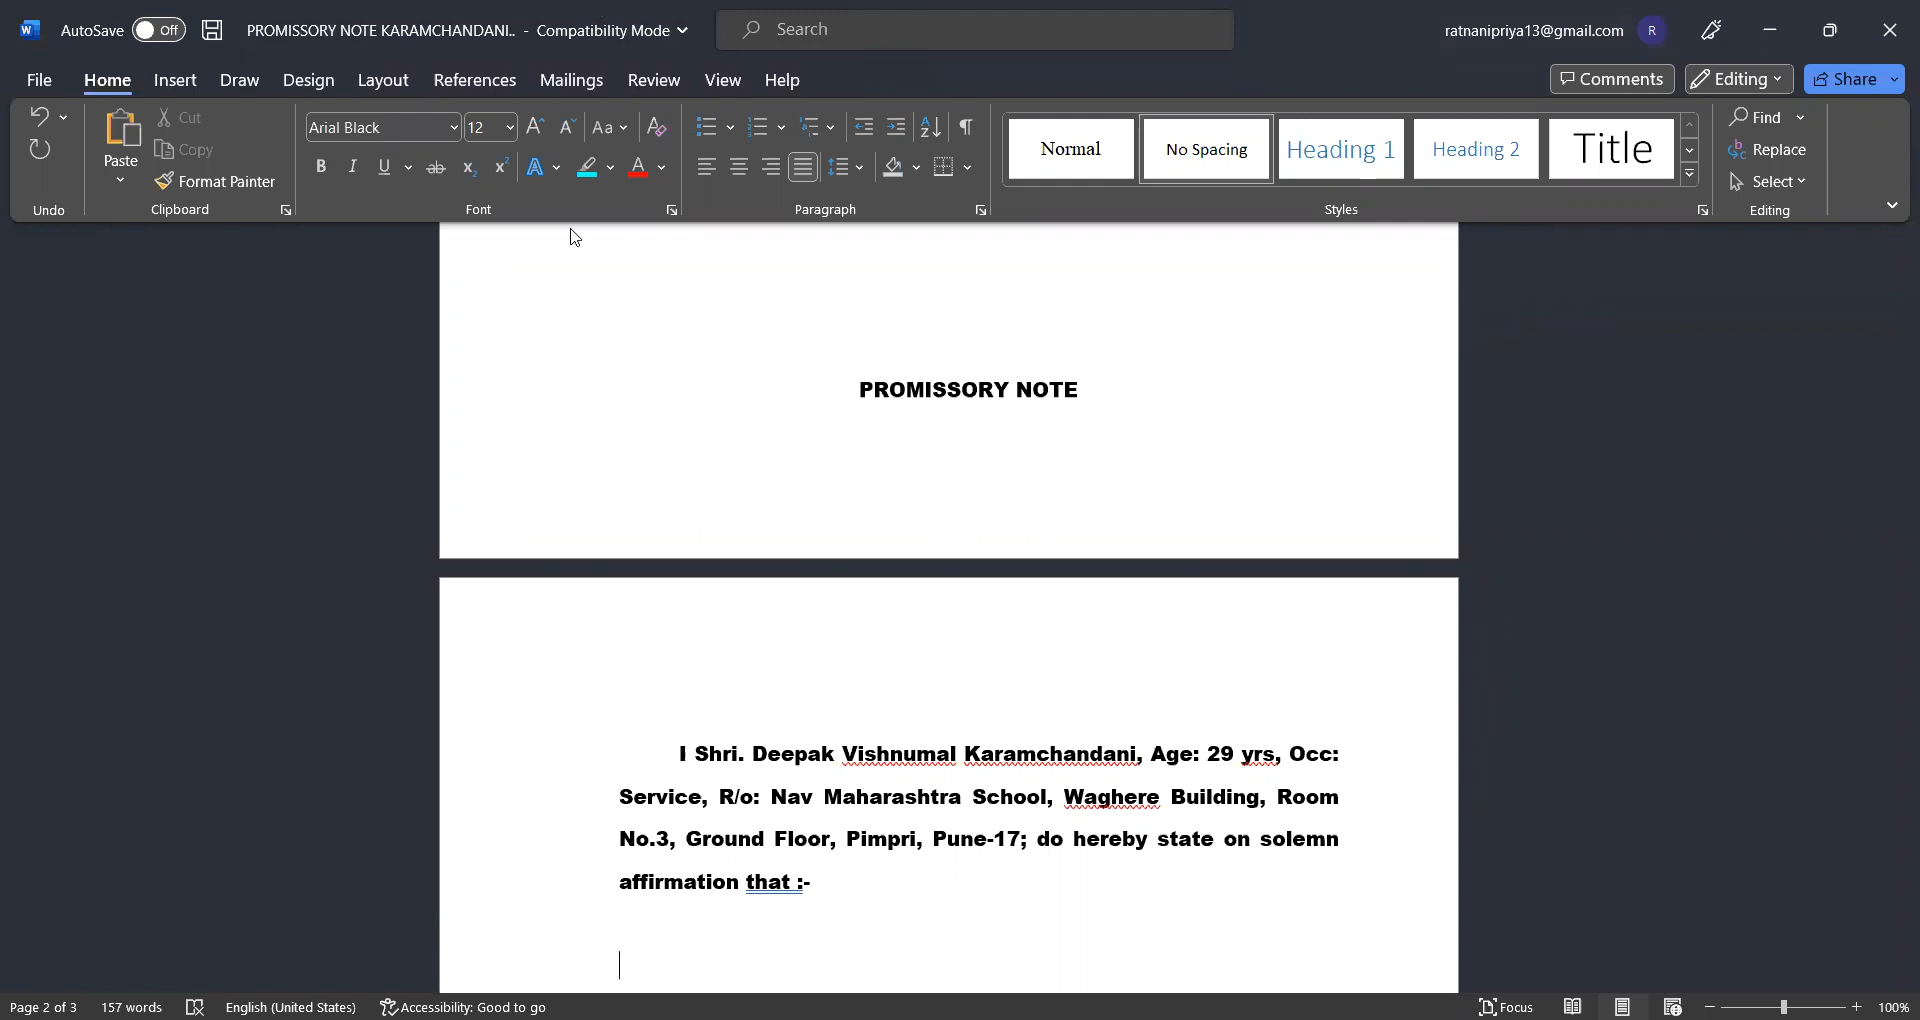 AutoSave Off PROMISSORY NOTE KARAMCHANDANI.. - Compatibility Mode Search ratnanipriya13@gmail.com R
File Home Insert Draw Design Layout References Mailings Review View Help Comments Editing Share
Paste Cut Copy Format Painter
Arial Black 12 Aa
B I U ab x₂ x² A A
Normal No Spacing Heading 1 Heading 2 Title
Find Replace Select
Undo Clipboard Font Paragraph Styles Editing
PROMISSORY NOTE
I Shri. Deepak Vishnumal Karamchandani, Age: 29 yrs, Occ:
Service, R/o: Nav Maharashtra School, Waghere Building, Room
No.3, Ground Floor, Pimpri, Pune-17; do hereby state on solemn
affirmation that :-
Page 2 of 3 157 words English (United States) Accessibility: Good to go Focus 100%